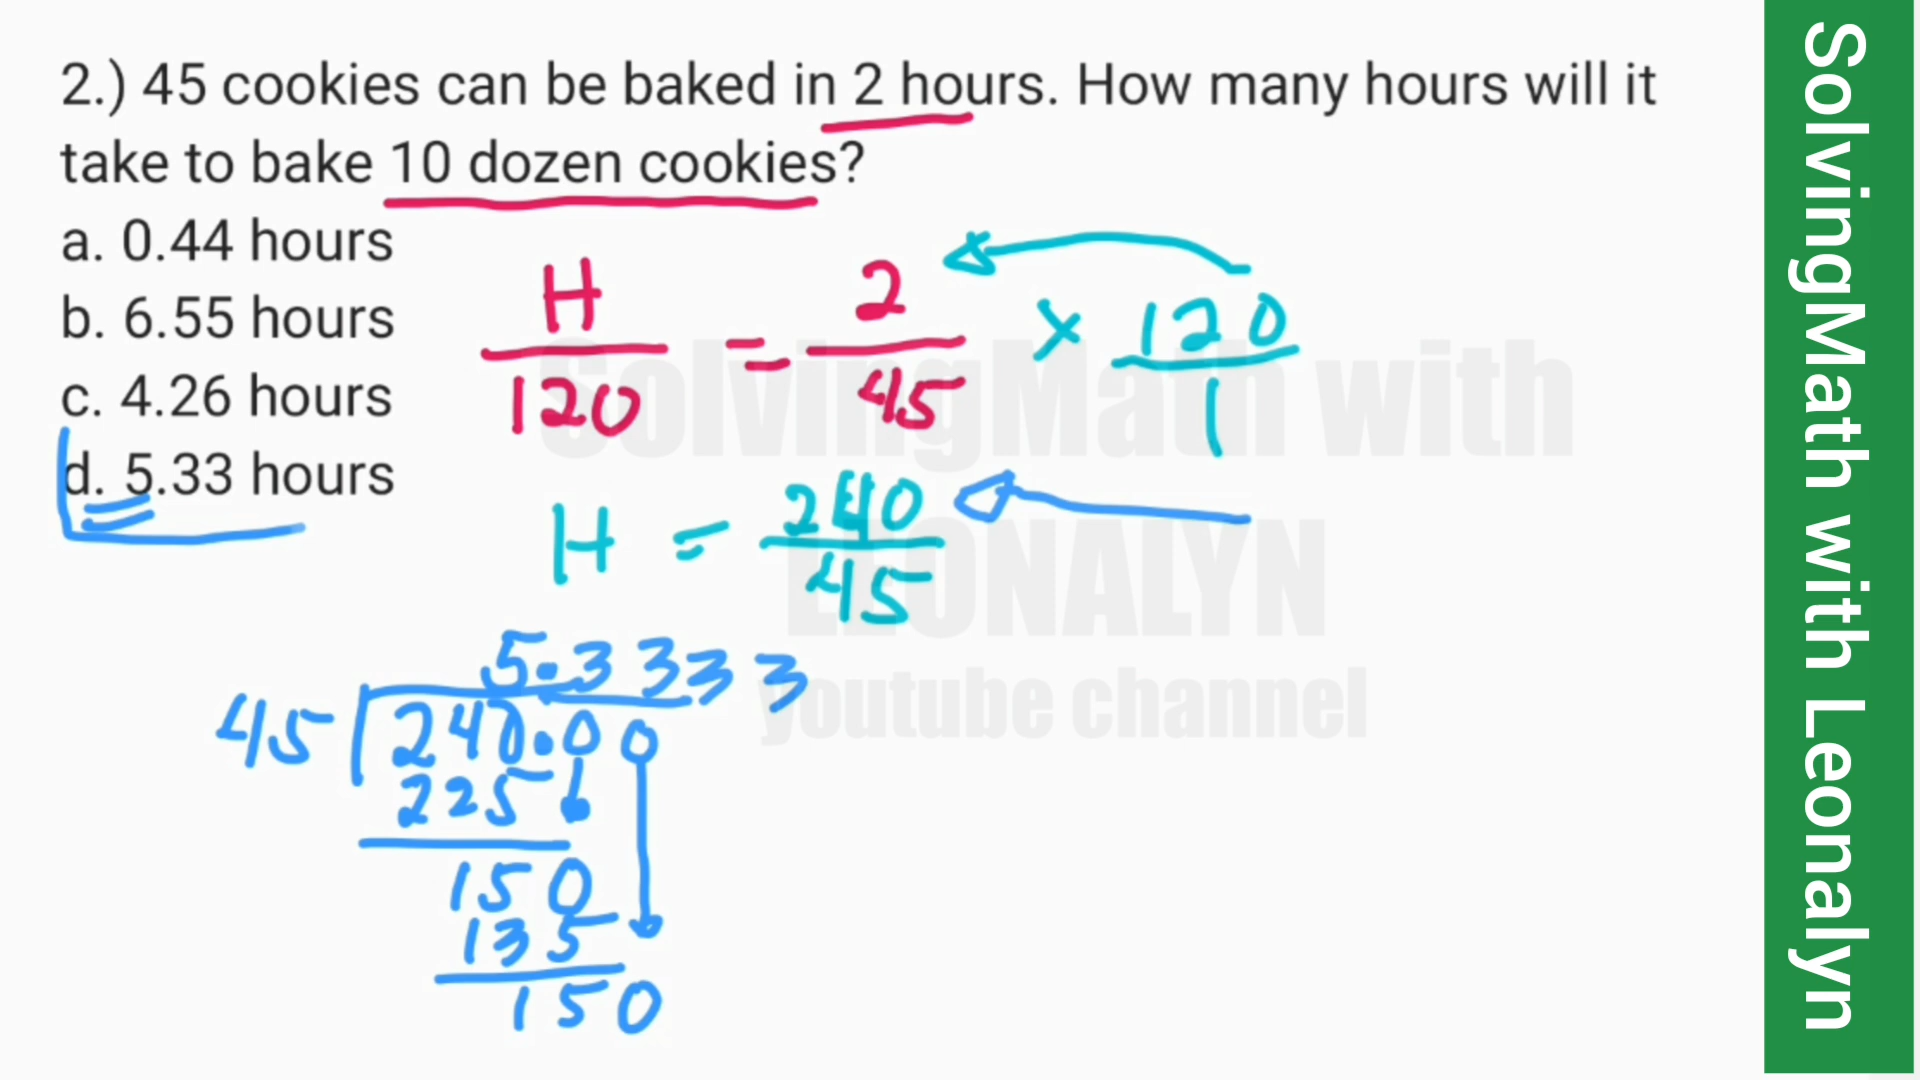 2.) 45 cookies can be baked in 2 hours. How many hours will it
take to bake 10 dozen cookies?
a. 0.44 hours
b. 6.55 hours
c. 4.26 hours
d. 5.33 hours
H
120
=
2
45
x 120
1
H = 240
45
5.3333
45 240.00
225
150
135
150
SolvingMath with
LEONALYN
youtube channel
SolvingMath with Leonalyn